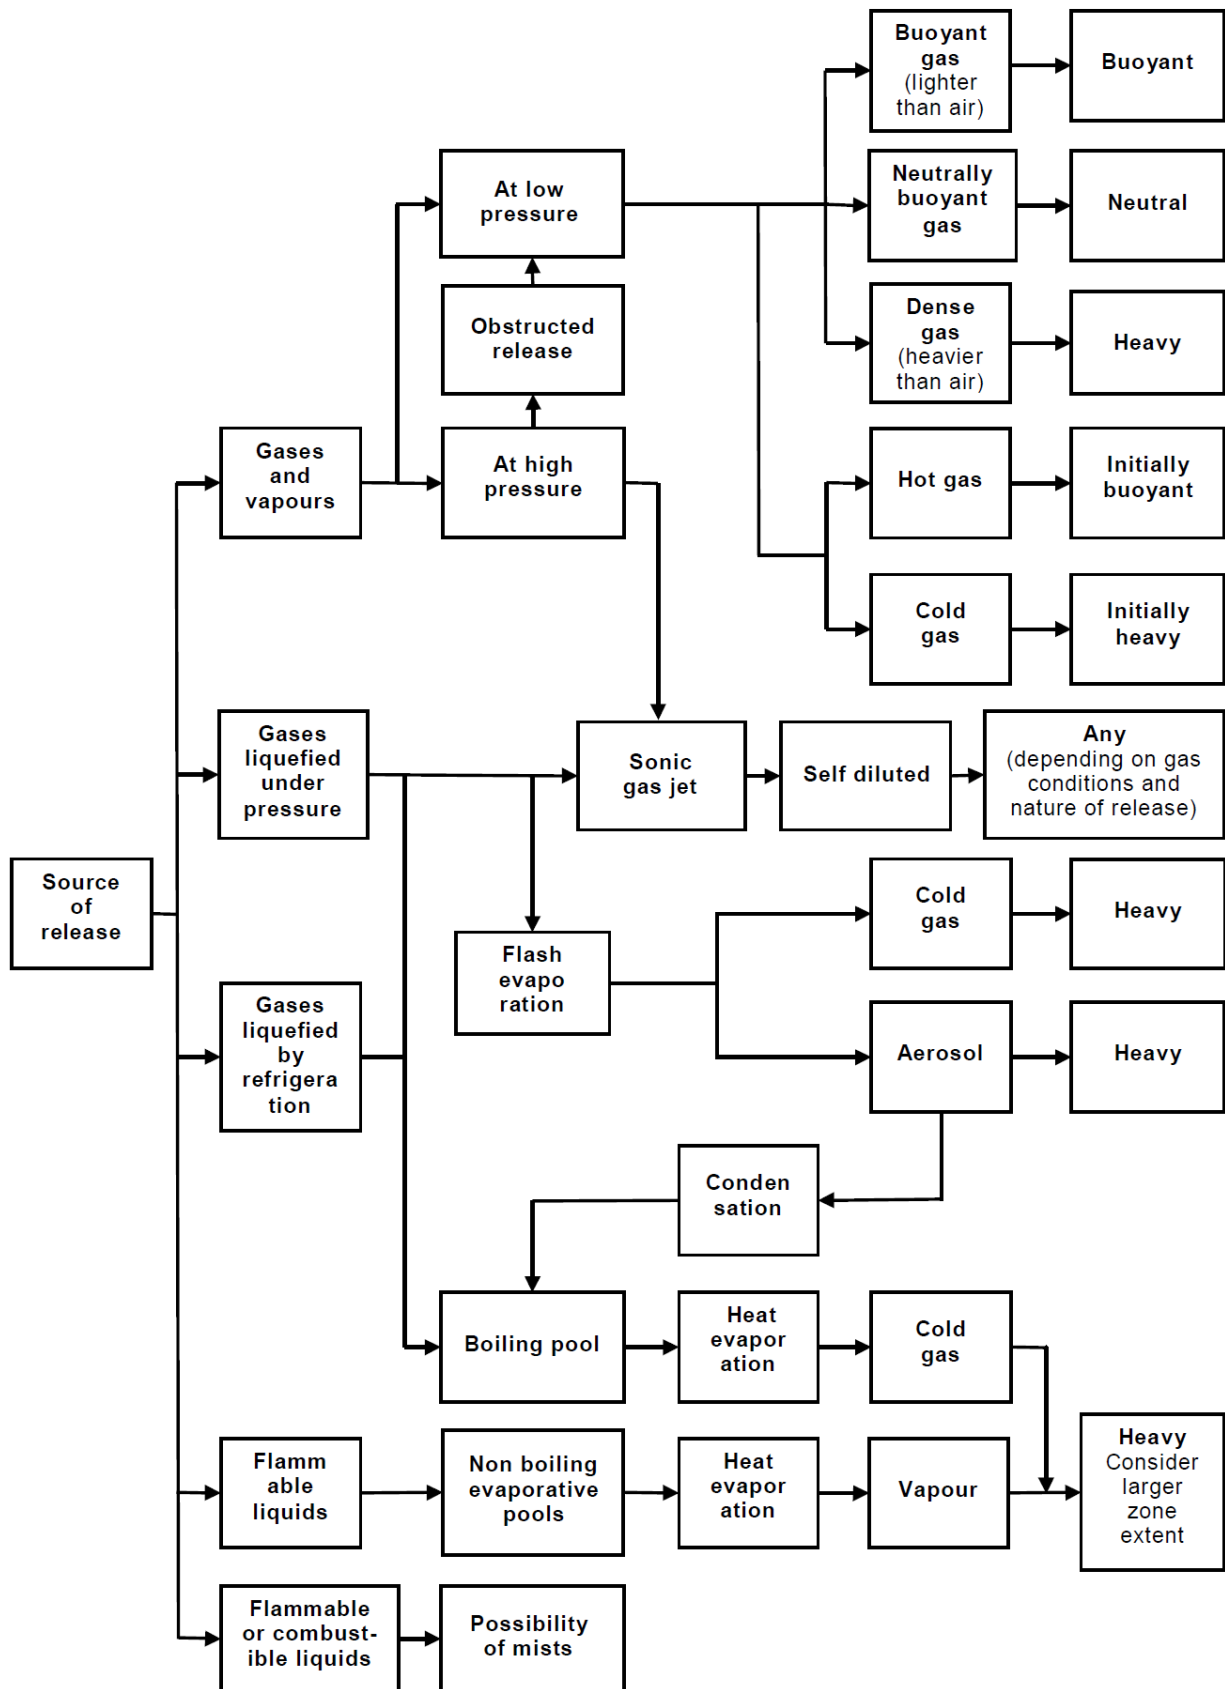 Buoyant
gas
(lighter
than air)
Buoyant
At low
pressure
Neutrally
buoyant
gas
Neutral
Obstructed
release
Dense
gas
(heavier
than air)
Heavy
Gases
and
vapours
At high
pressure
Hot gas
Initially
buoyant
Cold
gas
Initially
heavy
Gases
liquefied
under
pressure
Sonic
gas jet
Self diluted
Any
(depending on gas
conditions and
nature of release)
Source
of
release
Cold
gas
Heavy
Flash
evapo
ration
Gases
liquefied
by
refrigera
tion
Aerosol
Heavy
Conden
sation
Boiling pool
Heat
evapor
ation
Cold
gas
Flamm
able
liquids
Non boiling
evaporative
pools
Heat
evapor
ation
Vapour
Heavy
Consider
larger
zone
extent
Flammable
or combust-
ible liquids
Possibility
of mists